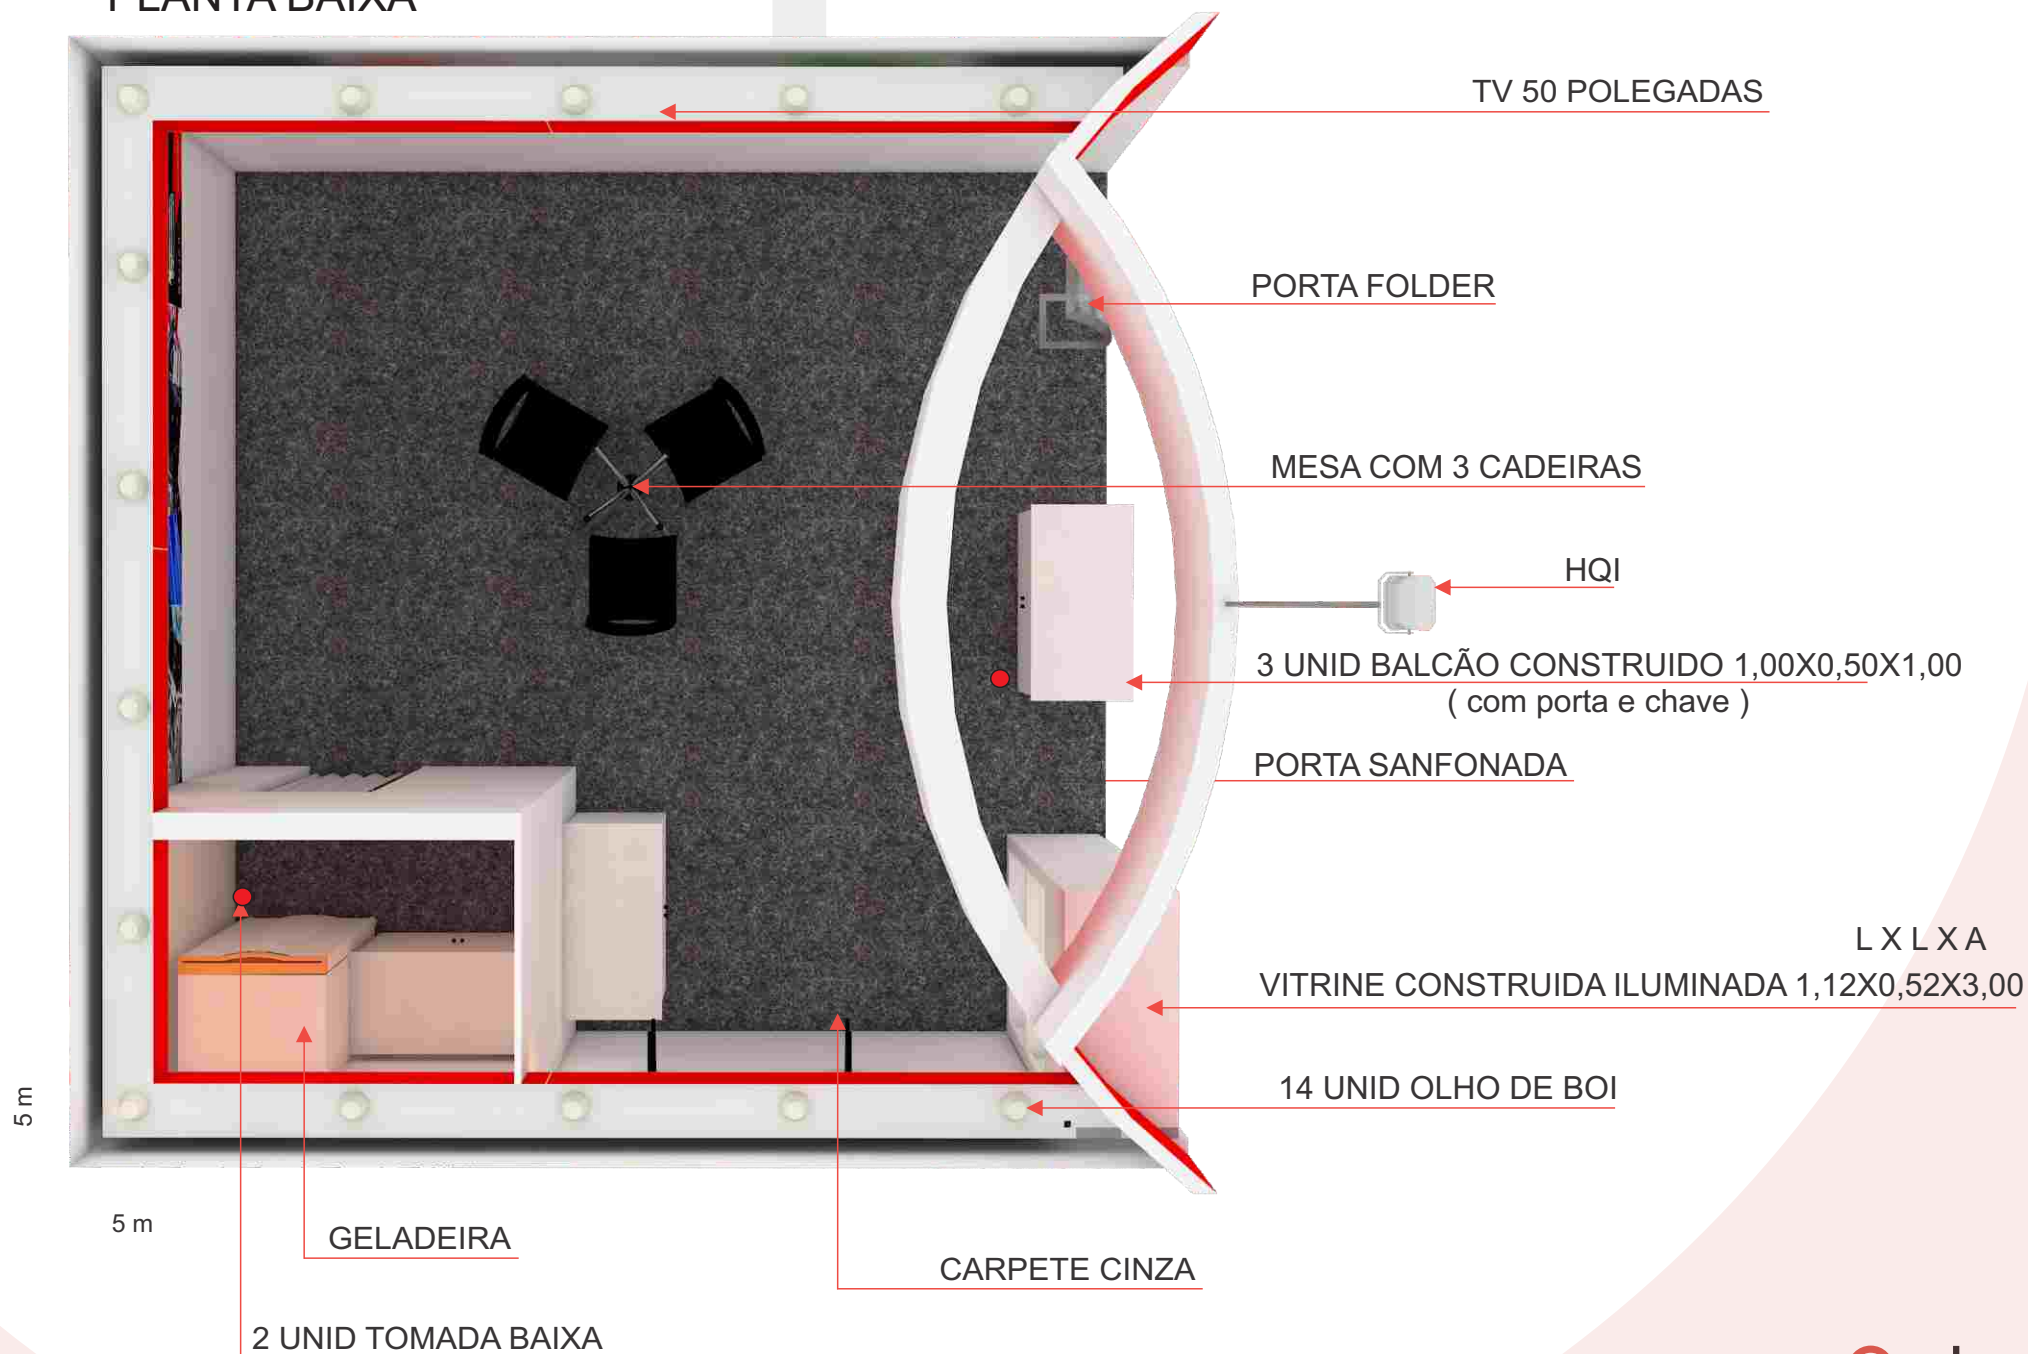 PLANTA BAIXA
TV 50 POLEGADAS
PORTA FOLDER
MESA COM 3 CADEIRAS
HQI
3 UNID BALCÃO CONSTRUIDO 1,00X0,50X1,00
( com porta e chave )
PORTA SANFONADA
L X L X A
VITRINE CONSTRUIDA ILUMINADA 1,12X0,52X3,00
14 UNID OLHO DE BOI
5 m
5 m
GELADEIRA
CARPETE CINZA
2 UNID TOMADA BAIXA